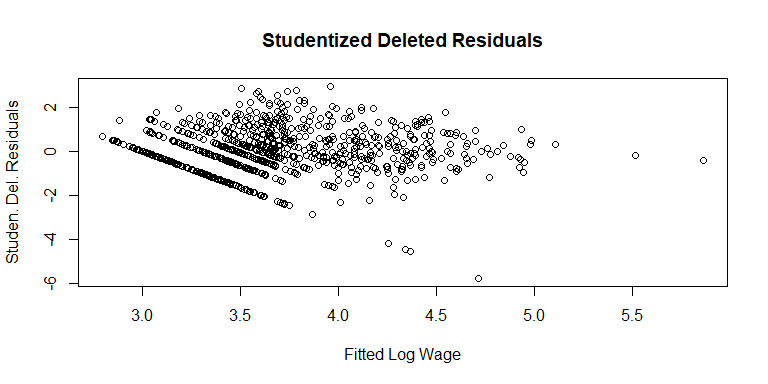 Studentized Deleted Residuals
Studen. Del. Residuals
2
0
-2
-4
-6
3.0 3.5 4.0 4.5 5.0 5.5
Fitted Log Wage